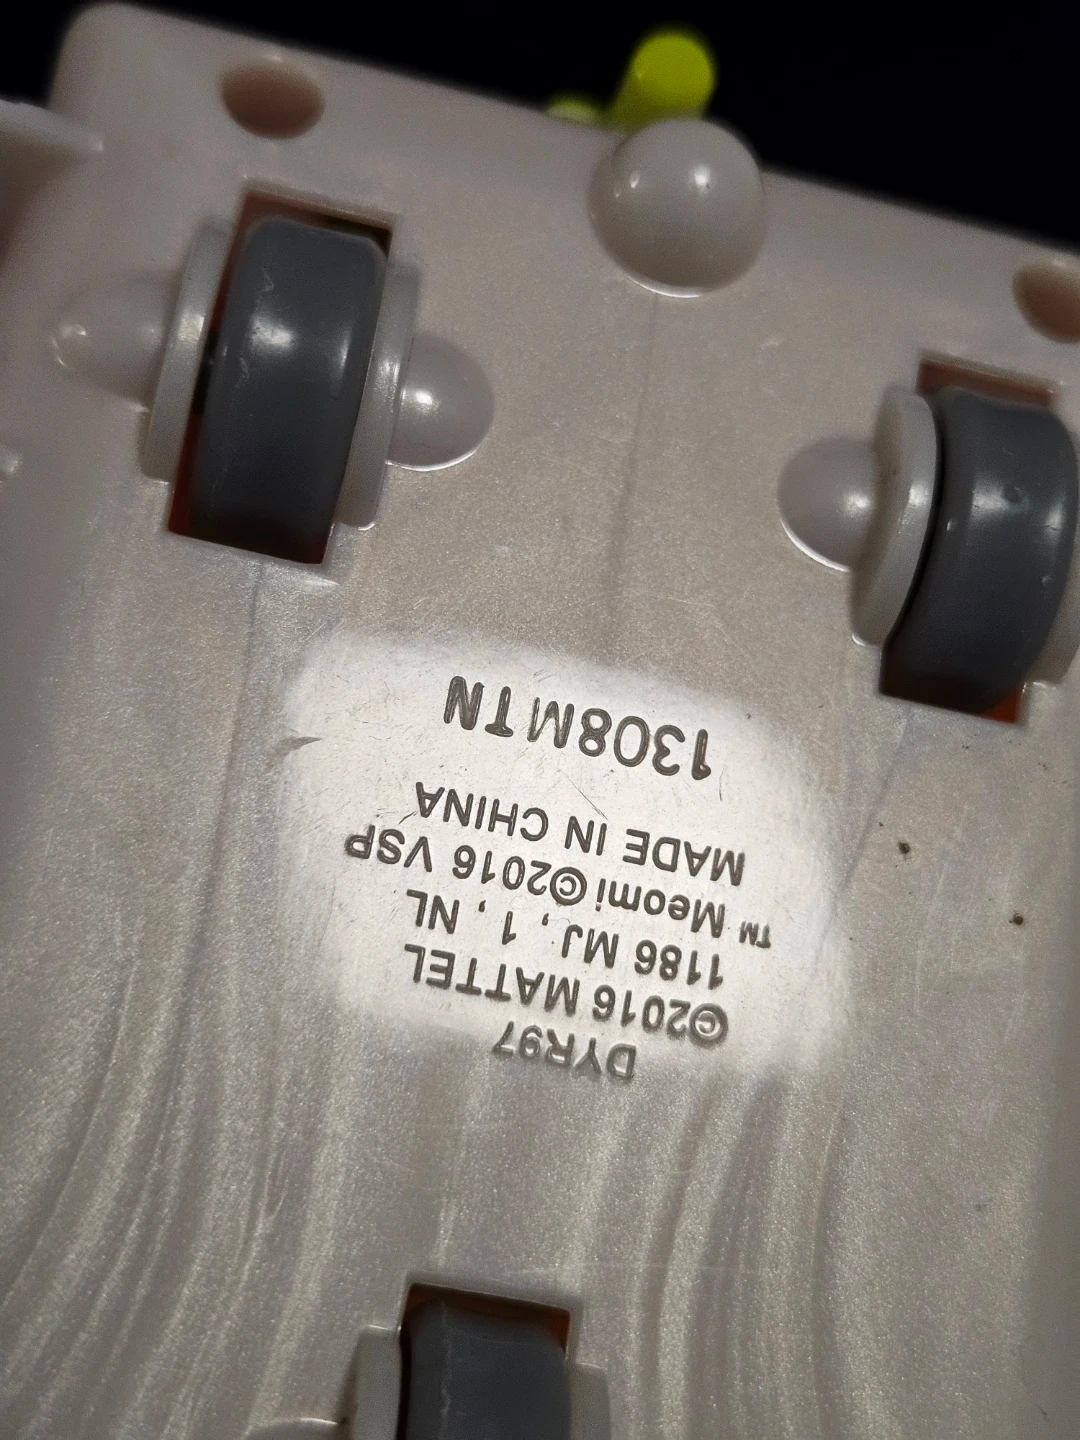 DYR97
©2016 MATTEL
1186 MJ, 1, NL
™ Meomi ©2016 VSP
MADE IN CHINA
1308MTN